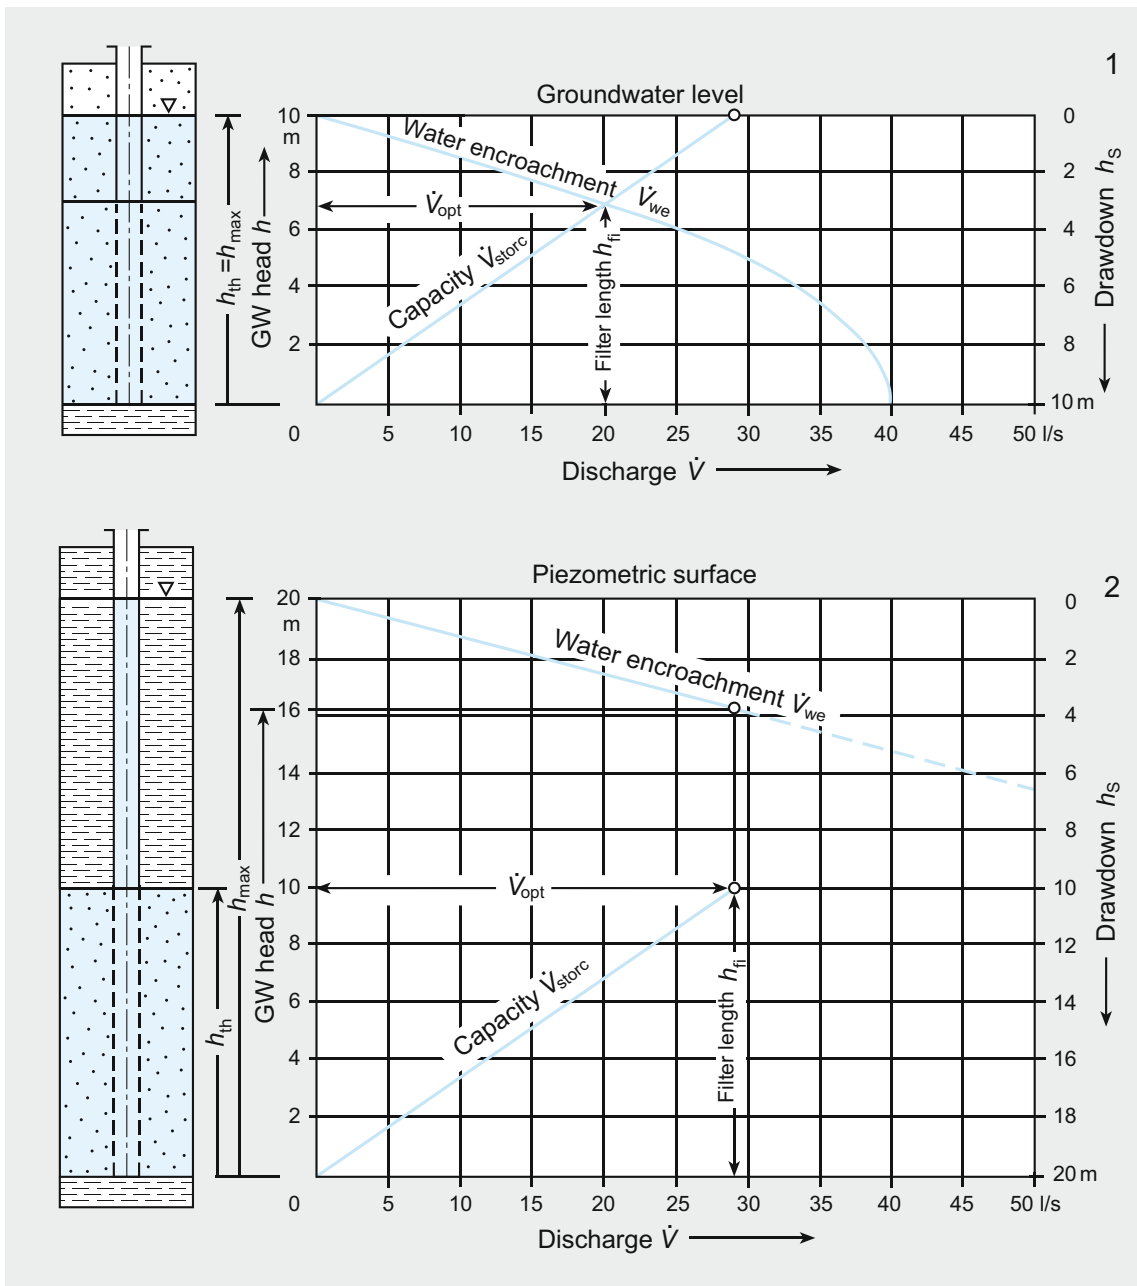 1
Groundwater level
10
m
8
6
4
2
0
2
4
6
8
10 m
Water encroachment V̇we
V̇opt
Capacity V̇storc
Filter length hfi
hth = hmax
GW head h
Drawdown hS
0
5
10
15
20
25
30
35
40
45
50 l/s
Discharge V̇
2
Piezometric surface
20
m
18
16
14
12
10
8
6
4
2
0
2
4
6
8
10
12
14
16
18
20 m
Water encroachment V̇we
V̇opt
Capacity V̇storc
Filter length hfi
hmax
hth
GW head h
Drawdown hS
0
5
10
15
20
25
30
35
40
45
50 l/s
Discharge V̇